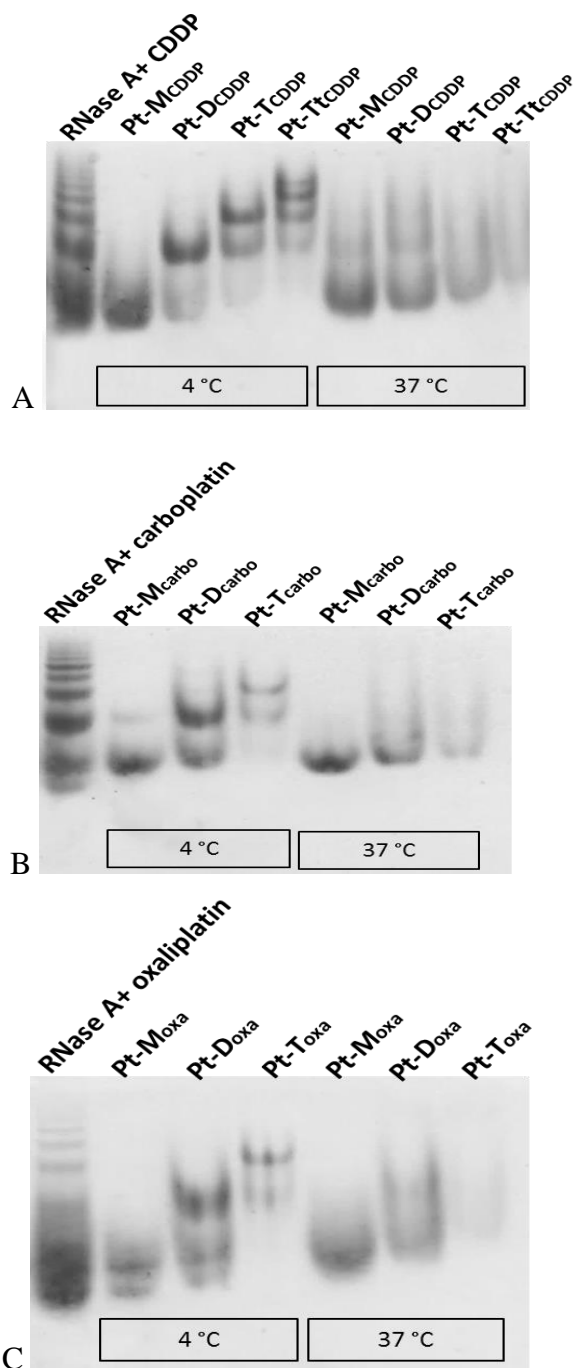 RNase A+ CDDP
Pt-MCDDP
Pt-DCDDP
Pt-TCDDP
Pt-TtCDDP
Pt-MCDDP
Pt-DCDDP
Pt-TCDDP
Pt-TtCDDP
4 °C
37 °C
A
RNase A+ carboplatin
Pt-Mcarbo
Pt-Dcarbo
Pt-Tcarbo
Pt-Mcarbo
Pt-Dcarbo
Pt-Tcarbo
4 °C
37 °C
B
RNase A+ oxaliplatin
Pt-Moxa
Pt-Doxa
Pt-Toxa
Pt-Moxa
Pt-Doxa
Pt-Toxa
4 °C
37 °C
C